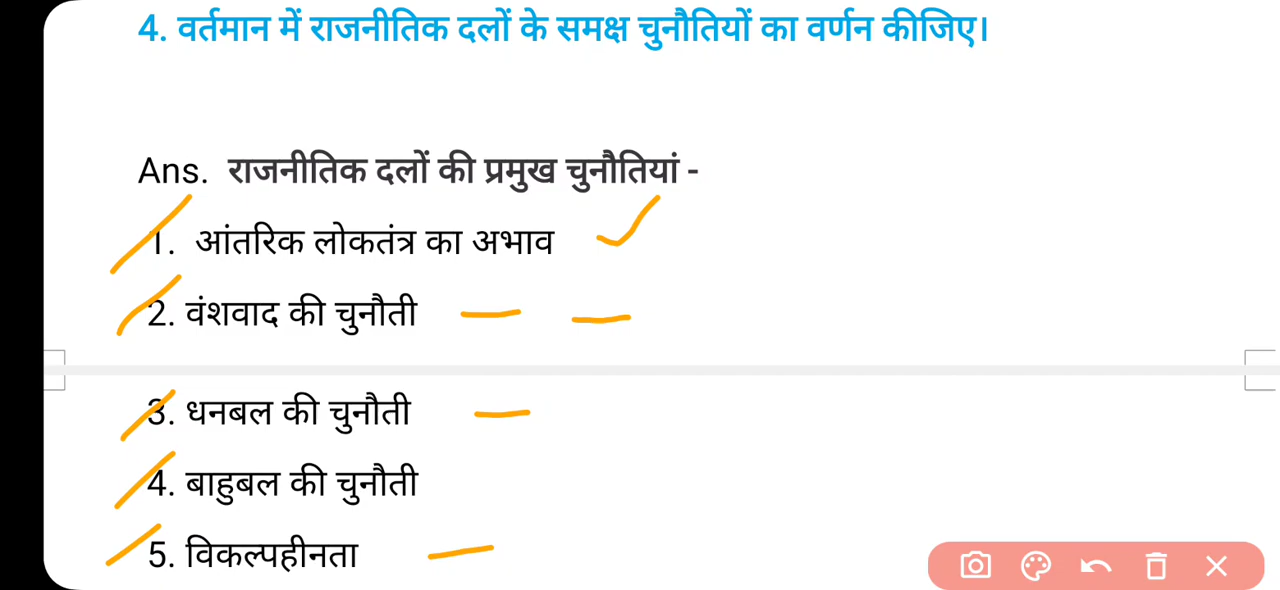 4. वर्तमान में राजनीतिक दलों के समक्ष चुनौतियों का वर्णन कीजिए।
Ans. राजनीतिक दलों की प्रमुख चुनौतियां -
1. आंतरिक लोकतंत्र का अभाव
2. वंशवाद की चुनौती
3. धनबल की चुनौती
4. बाहुबल की चुनौती
5. विकल्पहीनता